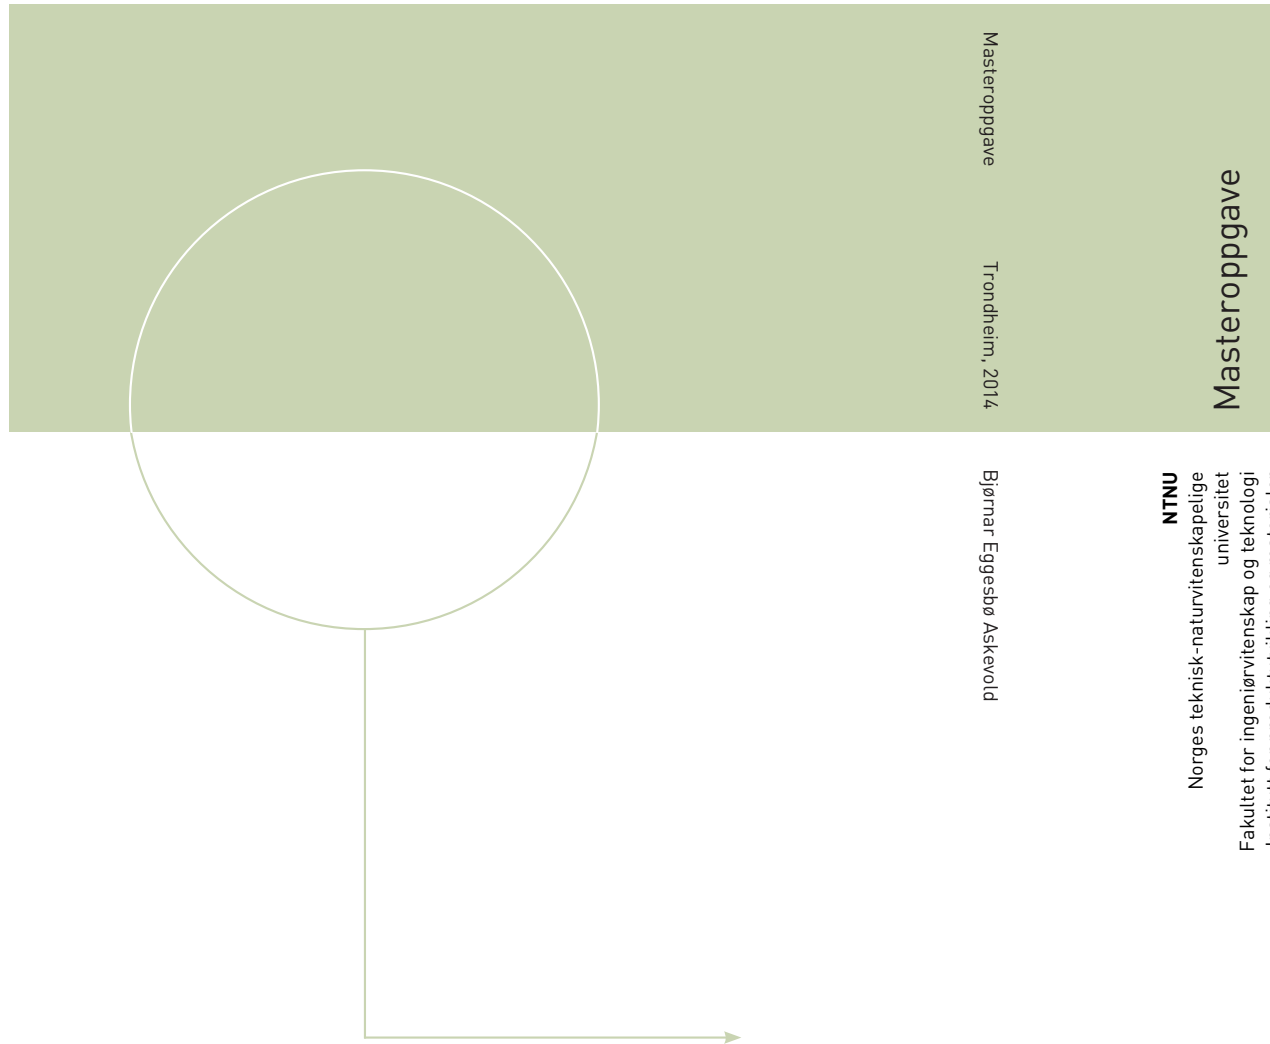 Masteroppgave
Trondheim, 2014
Bjørnar Eggesbø Askevold
Masteroppgave
NTNU
Norges teknisk-naturvitenskapelige
universitet
Fakultet for ingeniørvitenskap og teknologi